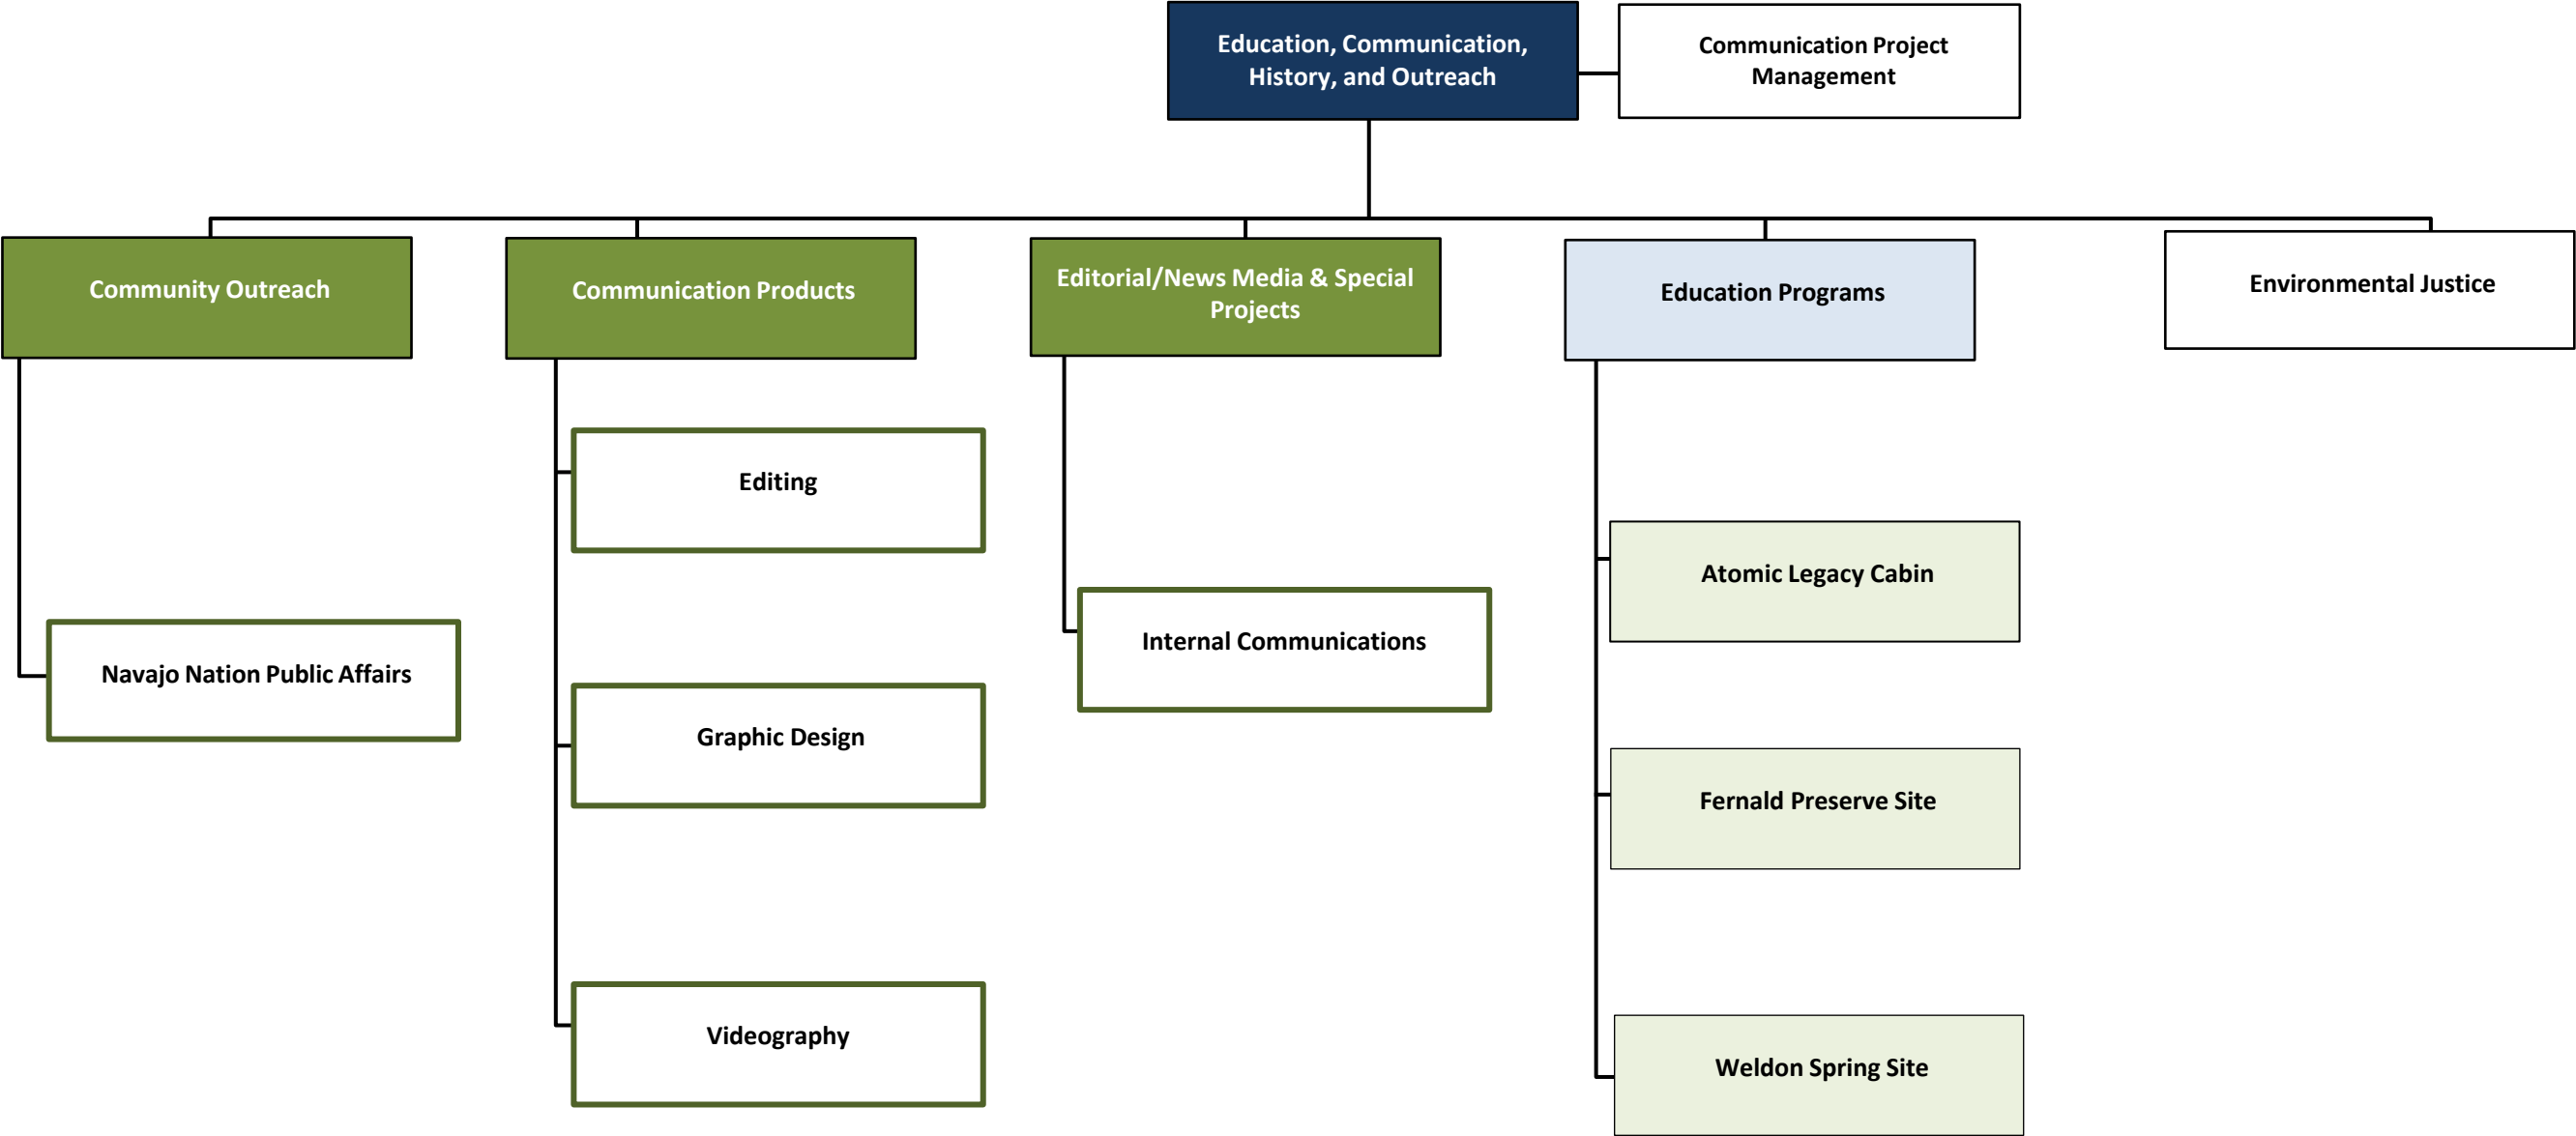 Education, Communication,
History, and Outreach
Communication Project
Management
Community Outreach
Communication Products
Editorial/News Media & Special
Projects
Education Programs
Environmental Justice
Navajo Nation Public Affairs
Editing
Graphic Design
Videography
Internal Communications
Atomic Legacy Cabin
Fernald Preserve Site
Weldon Spring Site